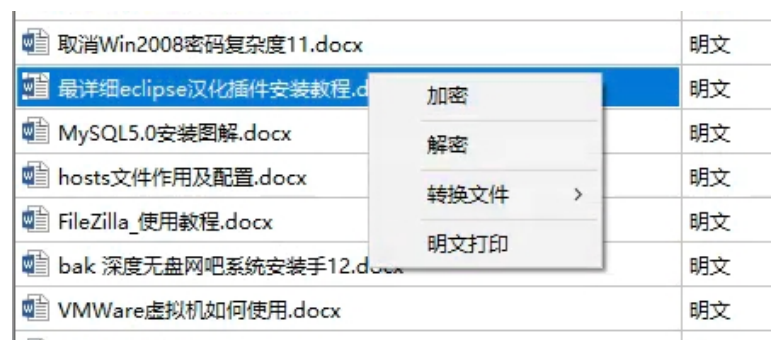 取消Win2008密码复杂度11.docx 明文
最详细eclipse汉化插件安装教程.d 明文
MySQL5.0安装图解.docx 明文
hosts文件作用及配置.docx 明文
FileZilla_使用教程.docx 明文
bak 深度无盘网吧系统安装手12.docx 明文
VMWare虚拟机如何使用.docx 明文
加密
解密
转换文件 >
明文打印